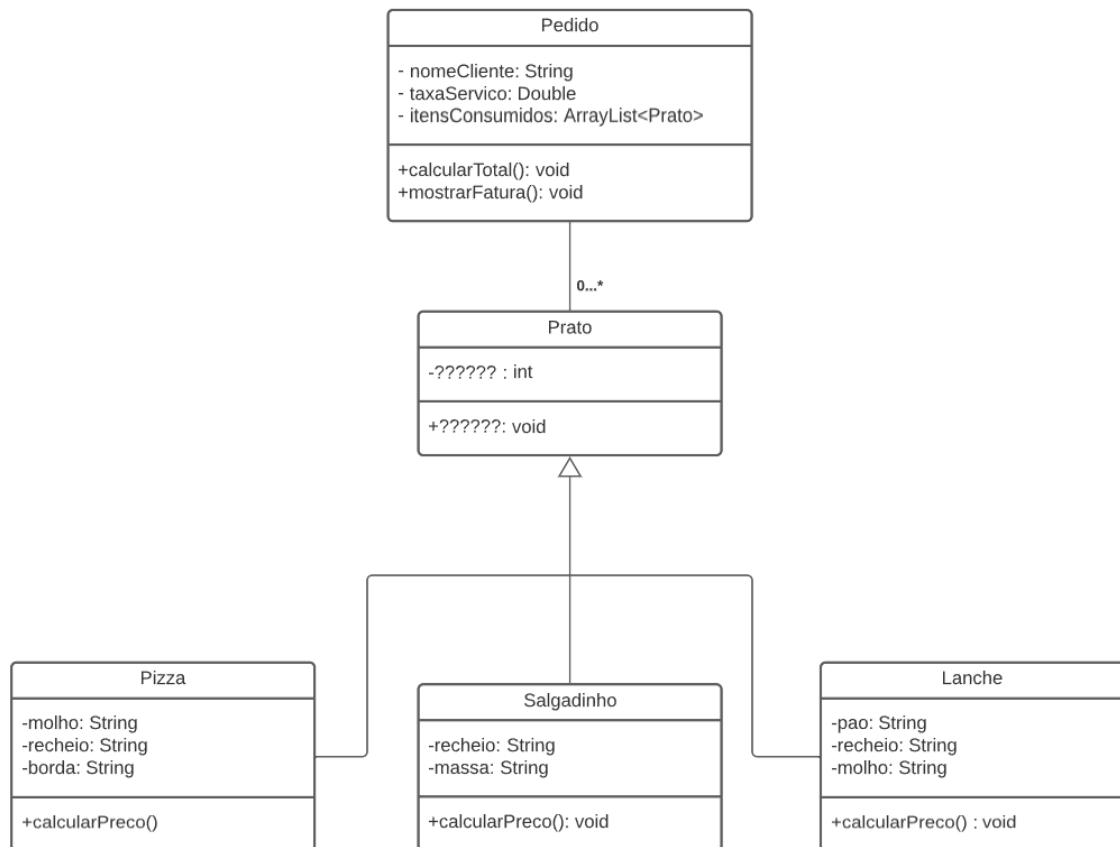 Pedido
- nomeCliente: String
- taxaServico: Double
- itensConsumidos: ArrayList<Prato>
+calcularTotal(): void
+mostrarFatura(): void
0...*
Prato
-?????? : int
+??????: void
Pizza
-molho: String
-recheio: String
-borda: String
+calcularPreco()
Salgadinho
-recheio: String
-massa: String
+calcularPreco(): void
Lanche
-pao: String
-recheio: String
-molho: String
+calcularPreco() : void